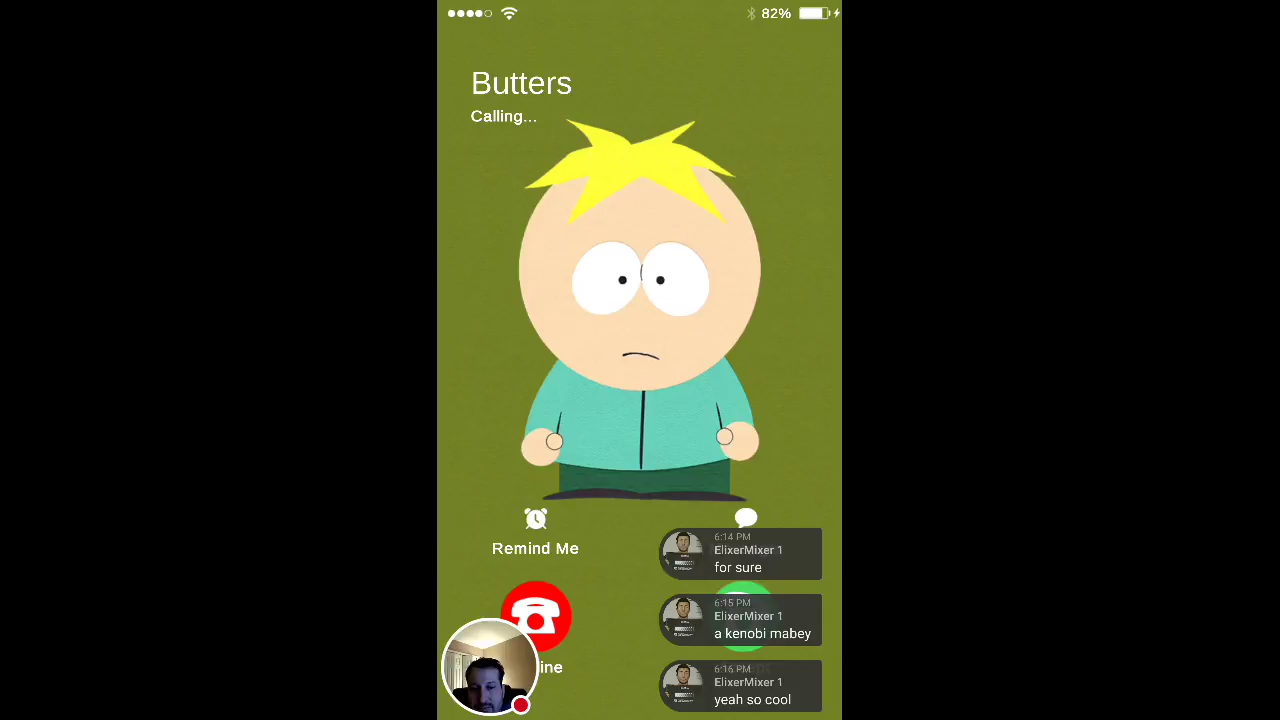 82%
Butters
Calling...
Remind Me
6:14 PM
ElixerMixer 1
for sure
6:15 PM
ElixerMixer 1
a kenobi mabey
ine
6:16 PM
ElixerMixer 1
yeah so cool